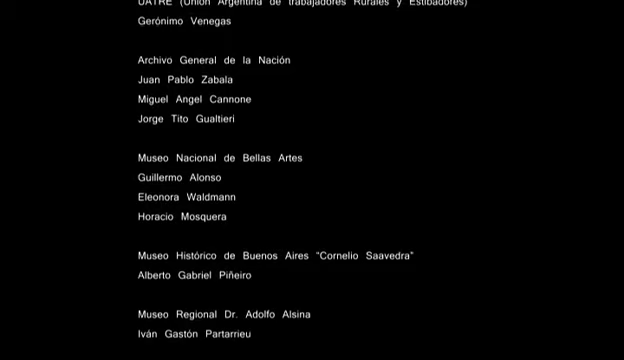 UATRE (Unión Argentina de trabajadores Rurales y Estibadores)
Gerónimo Venegas
Archivo General de la Nación
Juan Pablo Zabala
Miguel Angel Cannone
Jorge Tito Gualtieri
Museo Nacional de Bellas Artes
Guillermo Alonso
Eleonora Waldmann
Horacio Mosquera
Museo Histórico de Buenos Aires "Cornelio Saavedra"
Alberto Gabriel Piñeiro
Museo Regional Dr. Adolfo Alsina
Iván Gastón Partarrieu